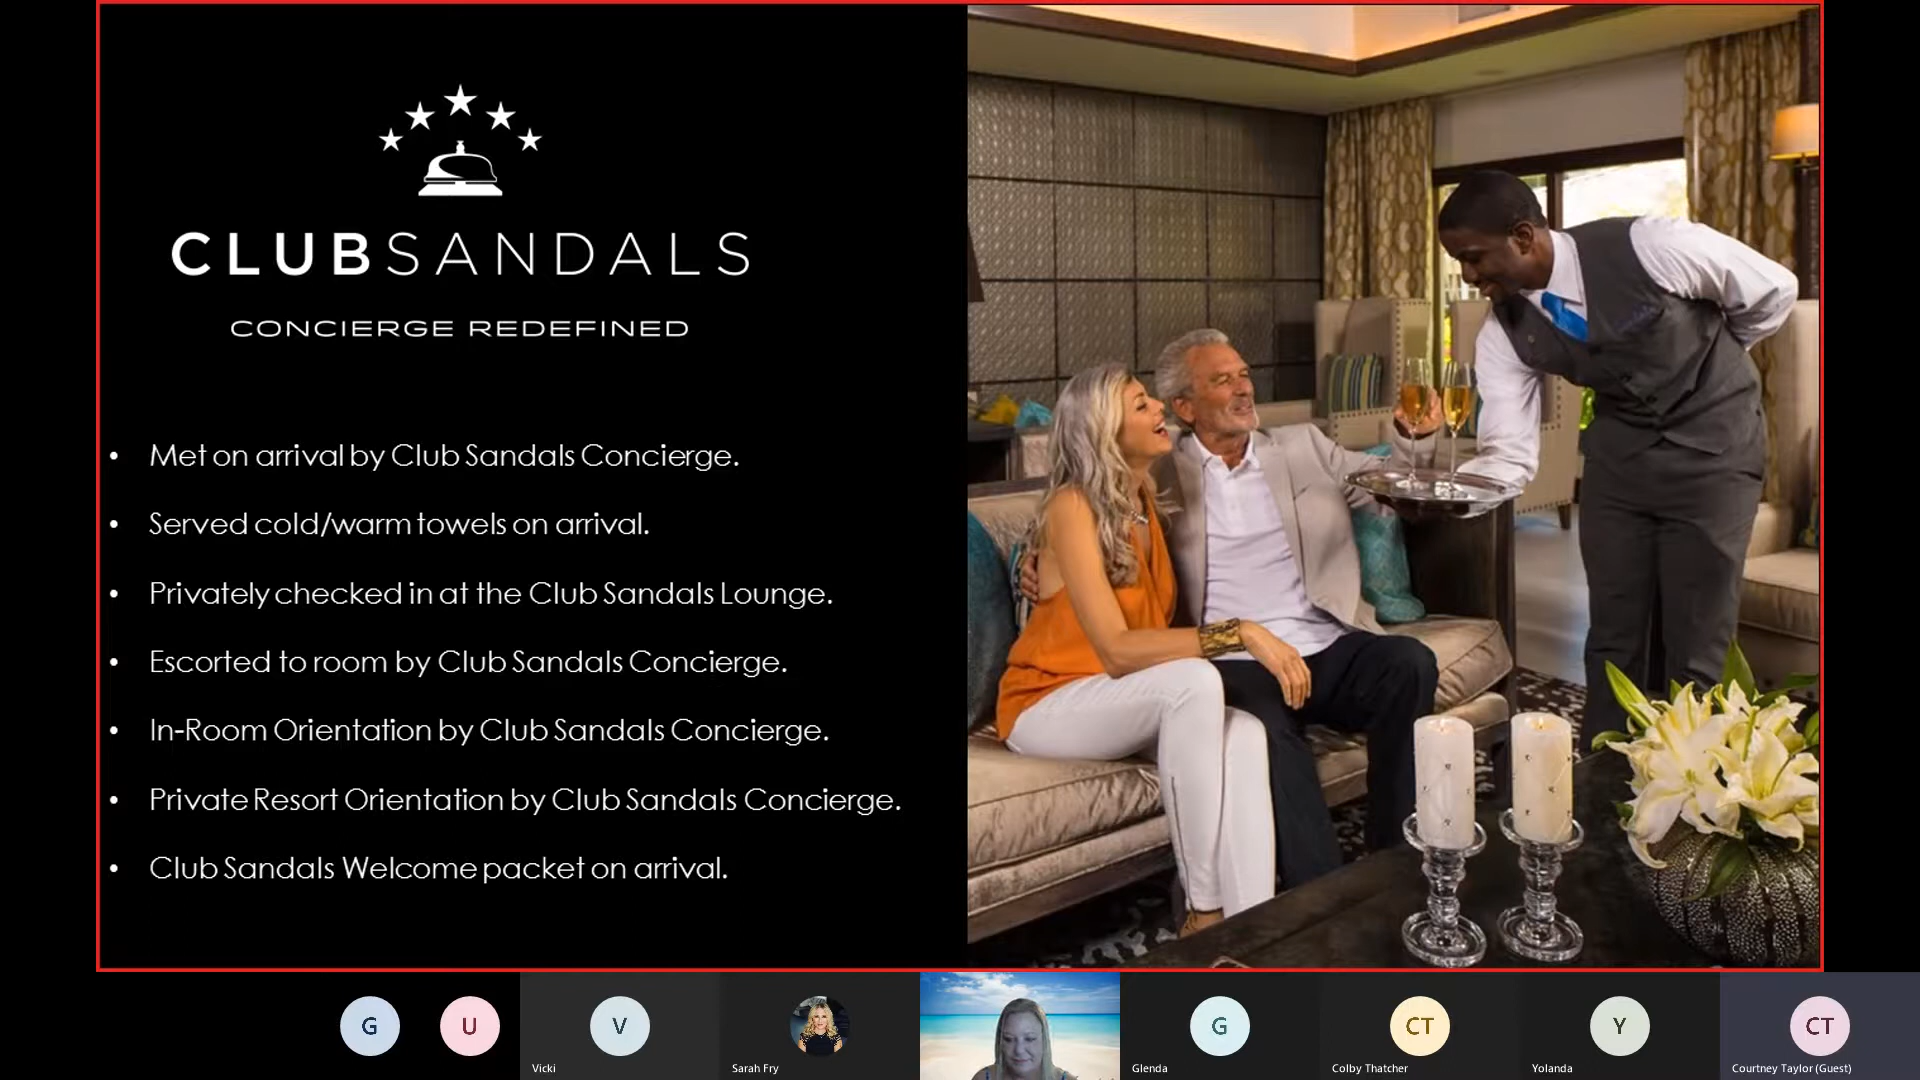 CLUBSANDALS
CONCIERGE REDEFINED
• Met on arrival by Club Sandals Concierge.
• Served cold/warm towels on arrival.
• Privately checked in at the Club Sandals Lounge.
• Escorted to room by Club Sandals Concierge.
• In-Room Orientation by Club Sandals Concierge.
• Private Resort Orientation by Club Sandals Concierge.
• Club Sandals Welcome packet on arrival.
G
U
V
G
CT
Y
CT
Vicki
Sarah Fry
Glenda
Colby Thatcher
Yolanda
Courtney Taylor (Guest)